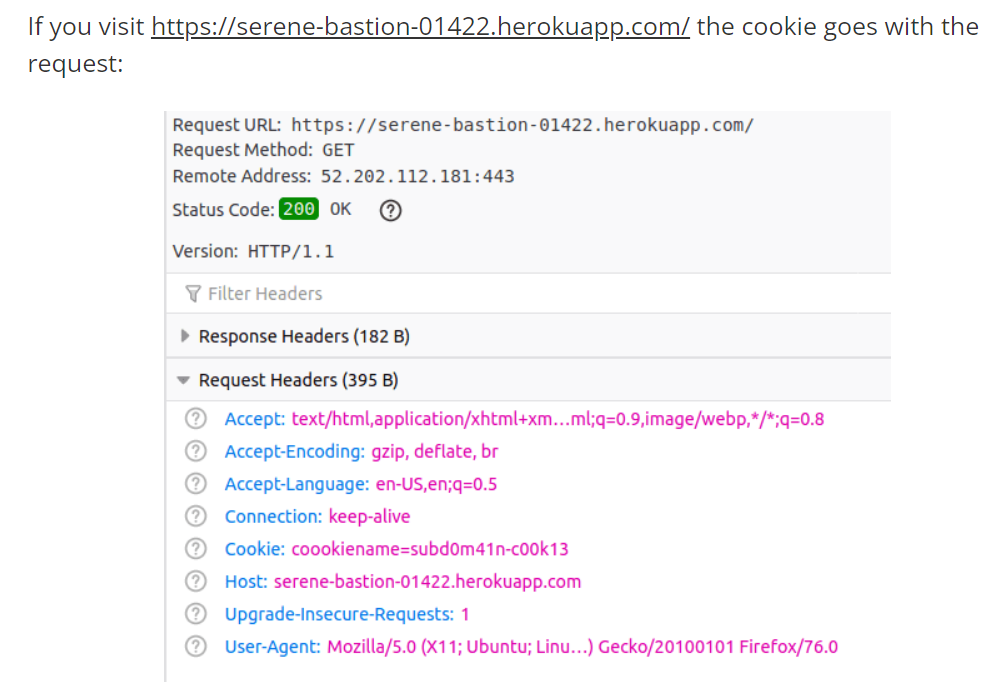 If you visit https://serene-bastion-01422.herokuapp.com/ the cookie goes with the
request:
Request URL: https://serene-bastion-01422.herokuapp.com/
Request Method: GET
Remote Address: 52.202.112.181:443
Status Code: 200 OK ?
Version: HTTP/1.1
Filter Headers
Response Headers (182 B)
Request Headers (395 B)
? Accept: text/html,application/xhtml+xm...ml;q=0.9,image/webp,*/*;q=0.8
? Accept-Encoding: gzip, deflate, br
? Accept-Language: en-US,en;q=0.5
? Connection: keep-alive
? Cookie: coookiename=subd0m41n-c00k13
? Host: serene-bastion-01422.herokuapp.com
? Upgrade-Insecure-Requests: 1
? User-Agent: Mozilla/5.0 (X11; Ubuntu; Linu...) Gecko/20100101 Firefox/76.0